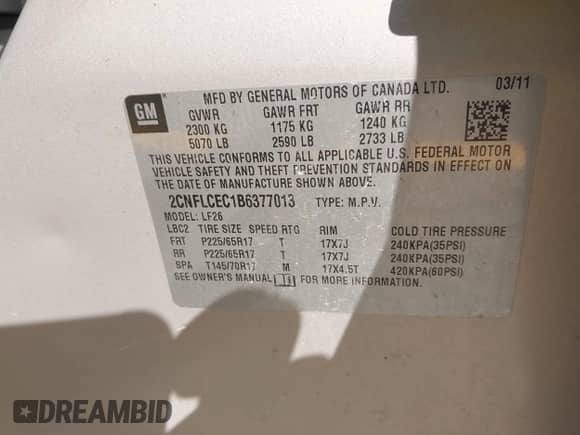 GM
MFD BY GENERAL MOTORS OF CANADA LTD. 03/11
GVWR GAWR FRT GAWR RR
2300 KG 1175 KG 1240 KG
5070 LB 2590 LB 2733 LB
THIS VEHICLE CONFORMS TO ALL APPLICABLE U.S. FEDERAL MOTOR
VEHICLE SAFETY AND THEFT PREVENTION STANDARDS IN EFFECT ON
THE DATE OF MANUFACTURE SHOWN ABOVE.
2CNFLCEC1B6377013 TYPE: M.P.V.
MODEL: LF26
LBC2 TIRE SIZE SPEED RTG RIM COLD TIRE PRESSURE
FRT P225/65R17 T 17X7J 240KPA(35PSI)
RR P225/65R17 T 17X7J 240KPA(35PSI)
SPA T145/70R17 M 17X4.5T 420KPA(60PSI)
SEE OWNER'S MANUAL FOR MORE INFORMATION.
DREAMBID